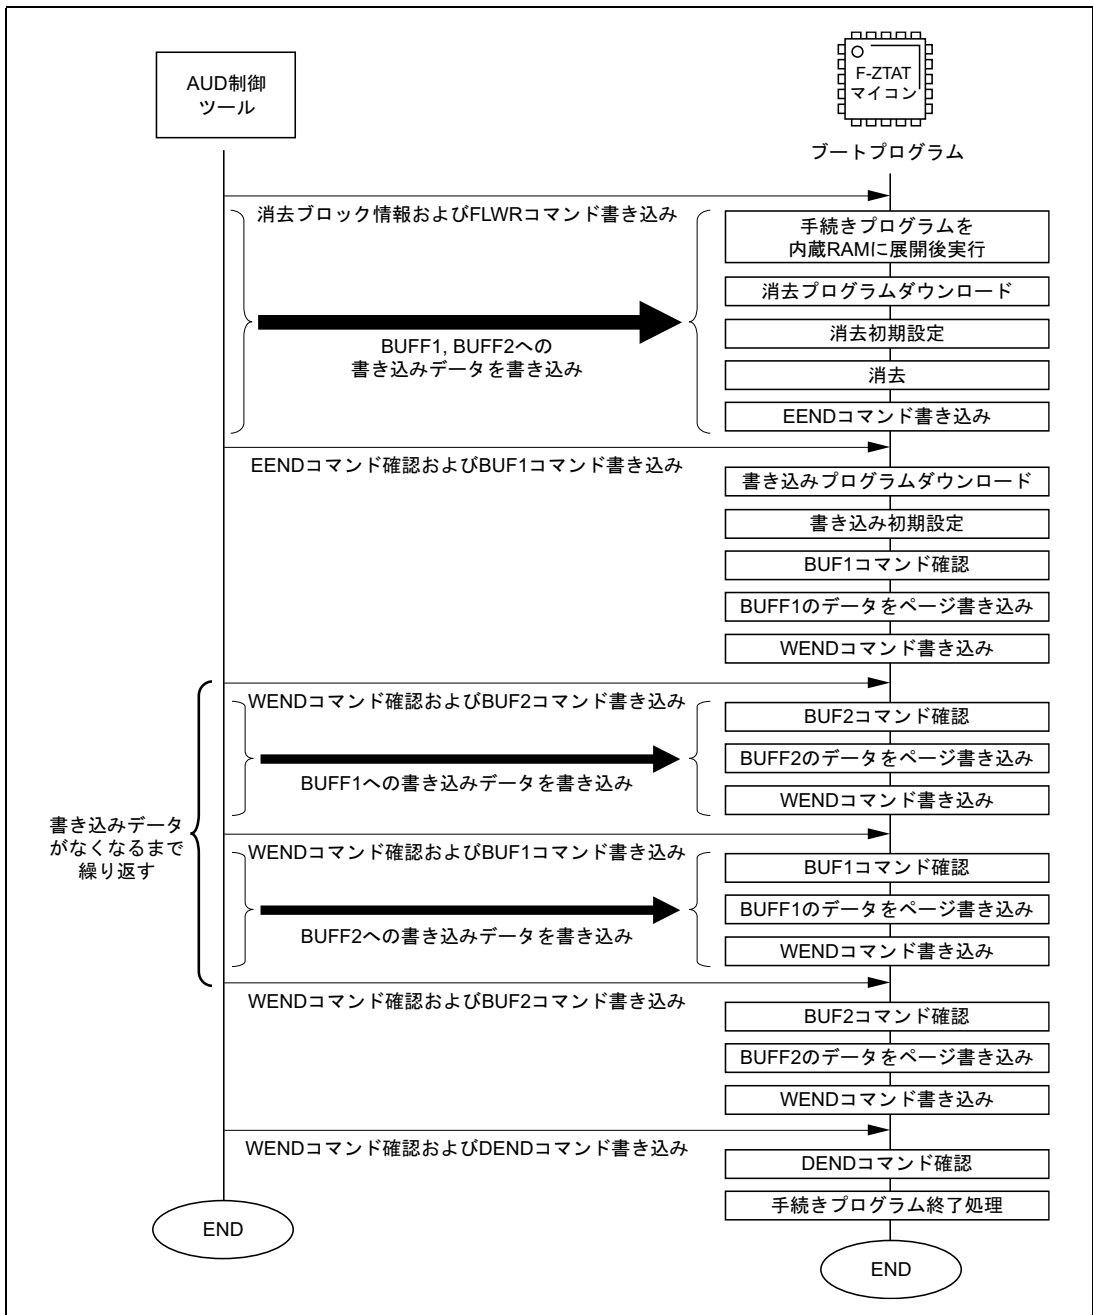 AUD制御
ツール
F-ZTAT
マイコン
ブートプログラム
消去ブロック情報およびFLWRコマンド書き込み
手続きプログラムを
内蔵RAMに展開後実行
消去プログラムダウンロード
消去初期設定
BUFF1, BUFF2への
書き込みデータを書き込み
消去
EENDコマンド書き込み
EENDコマンド確認およびBUF1コマンド書き込み
書き込みプログラムダウンロード
書き込み初期設定
BUF1コマンド確認
BUFF1のデータをページ書き込み
WENDコマンド書き込み
WENDコマンド確認およびBUF2コマンド書き込み
BUF2コマンド確認
BUFF2のデータをページ書き込み
BUFF1への書き込みデータを書き込み
WENDコマンド書き込み
書き込みデータ
がなくなるまで
繰り返す
WENDコマンド確認およびBUF1コマンド書き込み
BUF1コマンド確認
BUFF1のデータをページ書き込み
BUFF2への書き込みデータを書き込み
WENDコマンド書き込み
WENDコマンド確認およびBUF2コマンド書き込み
BUF2コマンド確認
BUFF2のデータをページ書き込み
WENDコマンド書き込み
WENDコマンド確認およびDENDコマンド書き込み
DENDコマンド確認
手続きプログラム終了処理
END
END